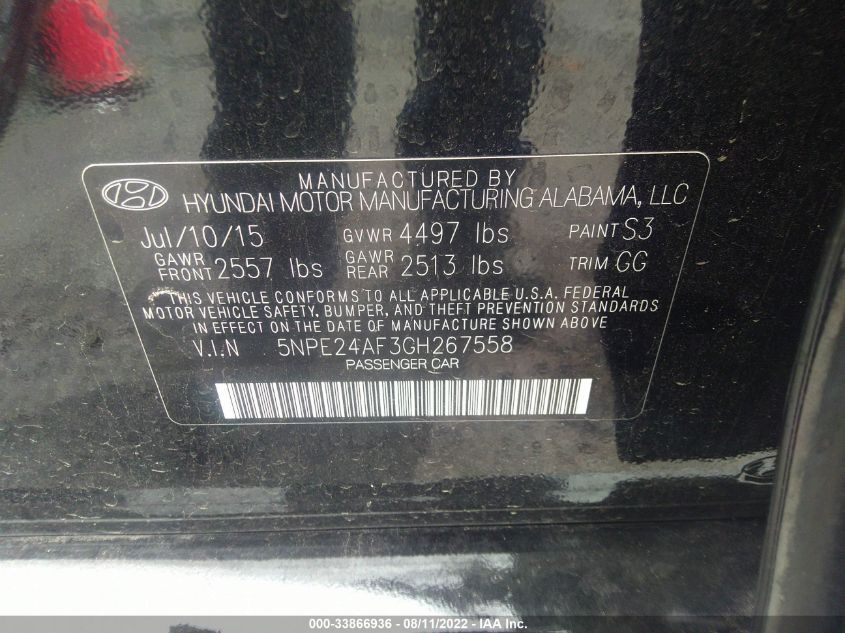 MANUFACTURED BY
HYUNDAI MOTOR MANUFACTURING ALABAMA, LLC
Jul/10/15 GVWR 4497 lbs PAINT S3
GAWR FRONT 2557 lbs GAWR REAR 2513 lbs TRIM GG
THIS VEHICLE CONFORMS TO ALL APPLICABLE U.S.A. FEDERAL
MOTOR VEHICLE SAFETY, BUMPER, AND THEFT PREVENTION STANDARDS
IN EFFECT ON THE DATE OF MANUFACTURE SHOWN ABOVE.
V.I.N 5NPE24AF3GH267558
PASSENGER CAR
000-33866936 - 08/11/2022 - IAA Inc.